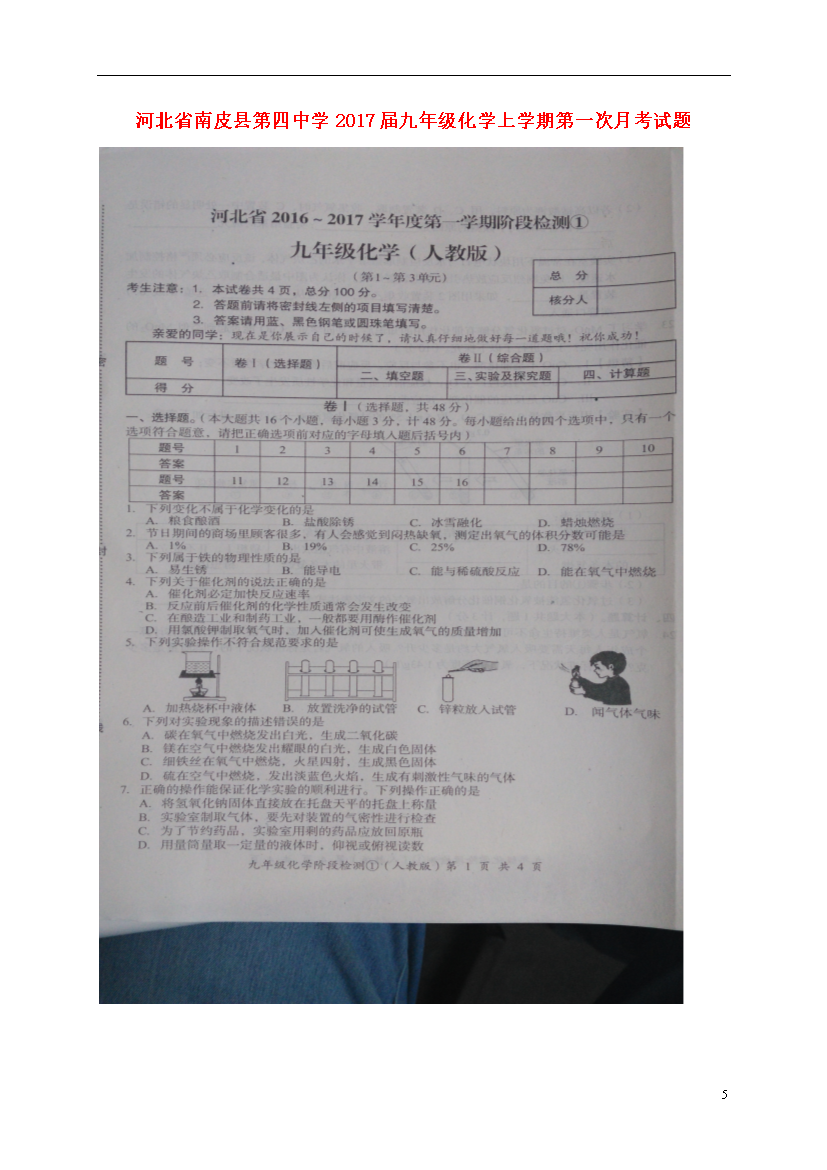 河北省南皮县第四中学2017届九年级化学上学期第一次月考试题
河北省 2016～2017 学年度第一学期阶段检测①
九年级化学（人教版）
（第1～第3单元）
总 分
核分人
考生注意：1. 本试卷共4页，总分100分。
2. 答题前请将密封线左侧的项目填写清楚。
3. 答案请用蓝、黑色钢笔或圆珠笔填写。
亲爱的同学：现在是你展示自己的时候了，请认真仔细地做好每一道题哦！祝你成功！
题 号 卷Ⅰ（选择题） 卷Ⅱ（综合题）
二、填空题 三、实验及探究题 四、计算题
得 分
卷Ⅰ（选择题，共48分）
一、选择题。（本大题共16个小题，每小题3分，计48分。每小题给出的四个选项中，只有一个
选项符合题意，请把正确选项前对应的字母填入题后括号内）
题号 1 2 3 4 5 6 7 8 9 10
答案
题号 11 12 13 14 15 16
答案
1. 下列变化不属于化学变化的是
A. 粮食酿酒 B. 盐酸除锈 C. 冰雪融化 D. 蜡烛燃烧
2. 节日期间的商场里顾客很多，有人会感觉到闷热缺氧，测定出氧气的体积分数可能是
A. 1% B. 19% C. 25% D. 78%
3. 下列属于铁的物理性质的是
A. 易生锈 B. 能导电 C. 能与稀硫酸反应 D. 能在氧气中燃烧
4. 下列关于催化剂的说法正确的是
A. 催化剂必定加快反应速率
B. 反应前后催化剂的化学性质通常会发生改变
C. 在酿造工业和制药工业，一般都要用酶作催化剂
D. 用氯酸钾制取氧气时，加入催化剂可使生成氧气的质量增加
5. 下列实验操作不符合规范要求的是
A. 加热烧杯中液体 B. 放置洗净的试管 C. 锌粒放入试管 D. 闻气体气味
6. 下列对实验现象的描述错误的是
A. 碳在氧气中燃烧发出白光，生成二氧化碳
B. 镁在空气中燃烧发出耀眼的白光，生成白色固体
C. 细铁丝在氧气中燃烧，火星四射，生成黑色固体
D. 硫在空气中燃烧，发出淡蓝色火焰，生成有刺激性气味的气体
7. 正确的操作能保证化学实验的顺利进行。下列操作正确的是
A. 将氢氧化钠固体直接放在托盘天平的托盘上称量
B. 实验室制取气体，要先对装置的气密性进行检查
C. 为了节约药品，实验室用剩的药品应放回原瓶
D. 用量筒量取一定量的液体时，仰视或俯视读数
九年级化学阶段检测①（人教版）第 1 页 共 4 页
5